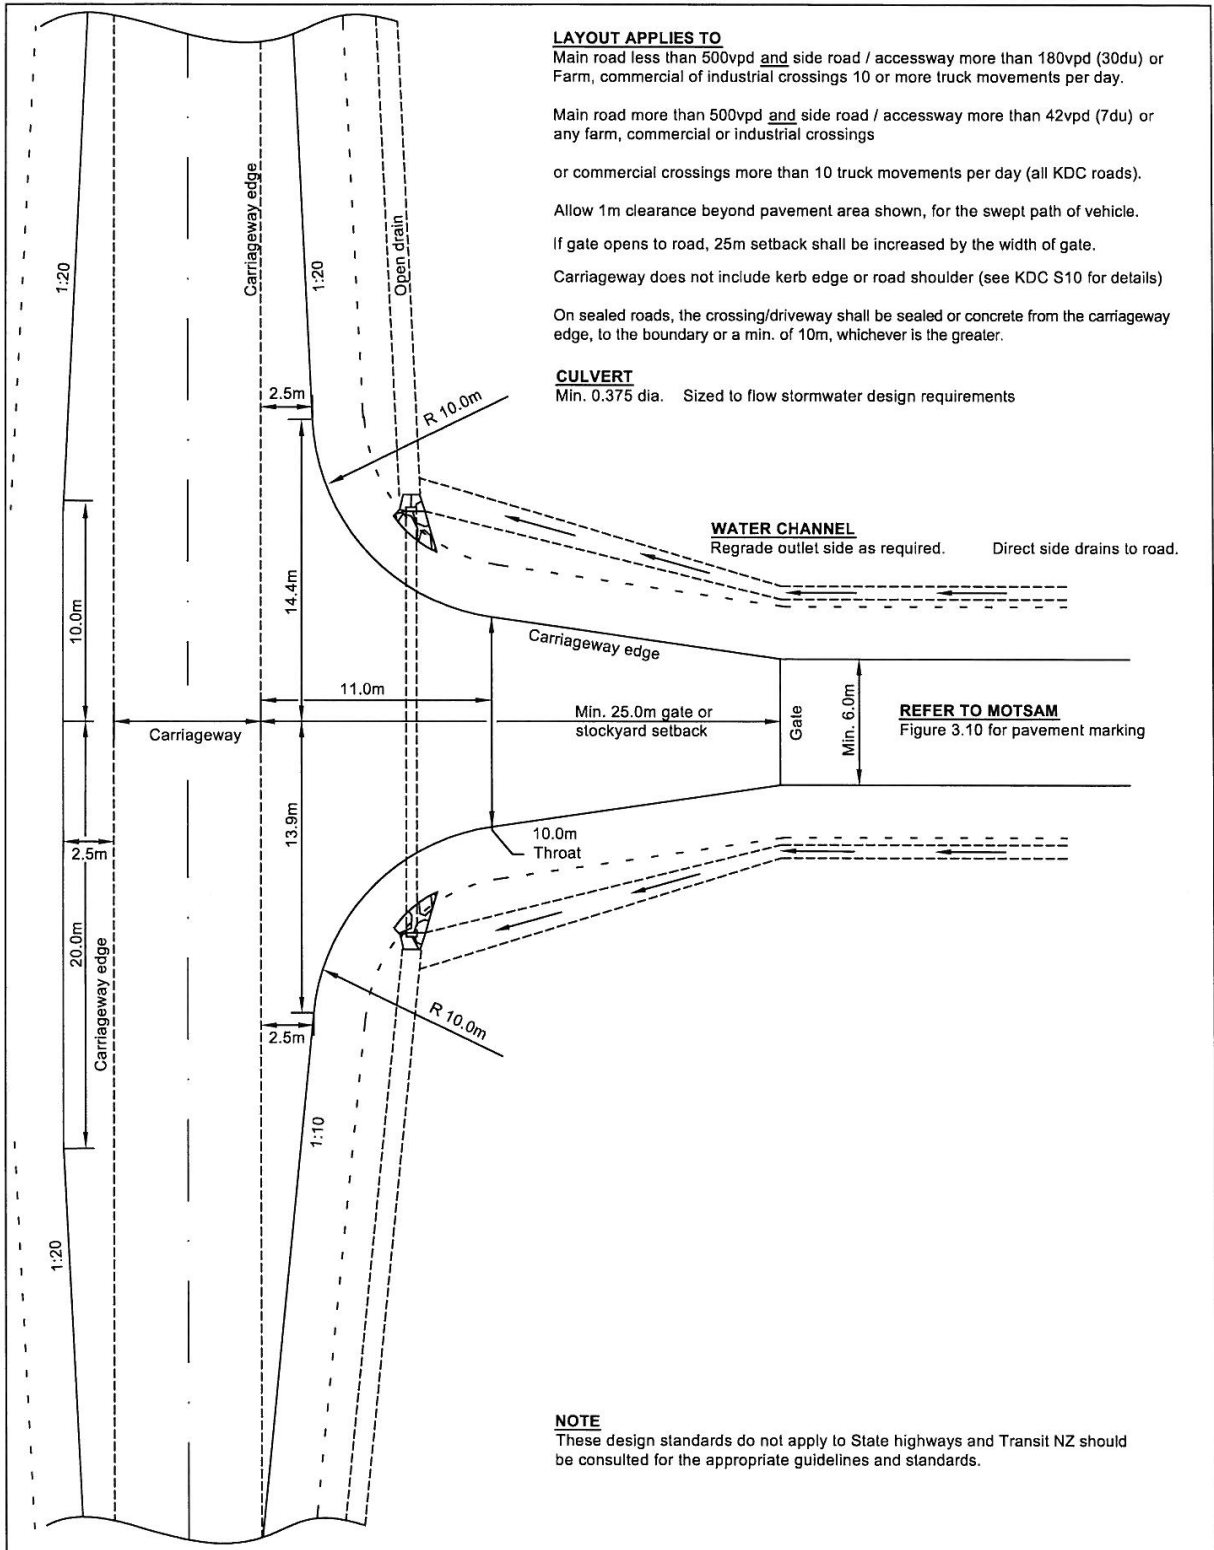 LAYOUT APPLIES TO
Main road less than 500vpd and side road / accessway more than 180vpd (30du) or
Farm, commercial of industrial crossings 10 or more truck movements per day.
Main road more than 500vpd and side road / accessway more than 42vpd (7du) or
any farm, commercial or industrial crossings
or commercial crossings more than 10 truck movements per day (all KDC roads).
Allow 1m clearance beyond pavement area shown, for the swept path of vehicle.
If gate opens to road, 25m setback shall be increased by the width of gate.
Carriageway does not include kerb edge or road shoulder (see KDC S10 for details)
On sealed roads, the crossing/driveway shall be sealed or concrete from the carriageway
edge, to the boundary or a min. of 10m, whichever is the greater.
CULVERT
Min. 0.375 dia. Sized to flow stormwater design requirements
1:20
Carriageway edge
1:20
Open drain
2.5m
R 10.0m
WATER CHANNEL
Regrade outlet side as required. Direct side drains to road.
10.0m
14.4m
Carriageway edge
11.0m
Carriageway
Min. 25.0m gate or
stockyard setback
Gate
Min. 6.0m
REFER TO MOTSAM
Figure 3.10 for pavement marking
13.9m
2.5m
10.0m
Throat
20.0m
Carriageway edge
2.5m
R 10.0m
1:10
1:20
NOTE
These design standards do not apply to State highways and Transit NZ should
be consulted for the appropriate guidelines and standards.